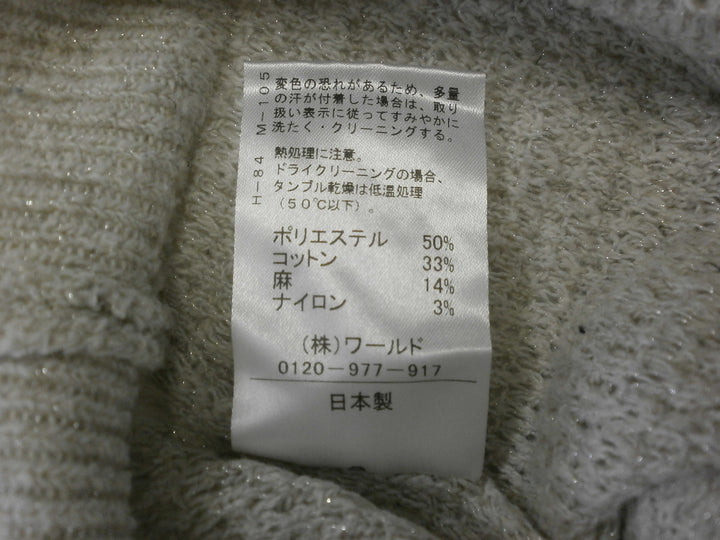 M-105
変色の恐れがあるため、多量
の汗が付着した場合は、取り
扱い表示に従ってすみやかに
洗たく・クリーニングする。
H-84
熱処理に注意。
ドライクリーニングの場合、
タンブル乾燥は低温処理
(50℃以下)。
ポリエステル 50%
コットン 33%
麻 14%
ナイロン 3%
(株)ワールド
0120-977-917
日本製